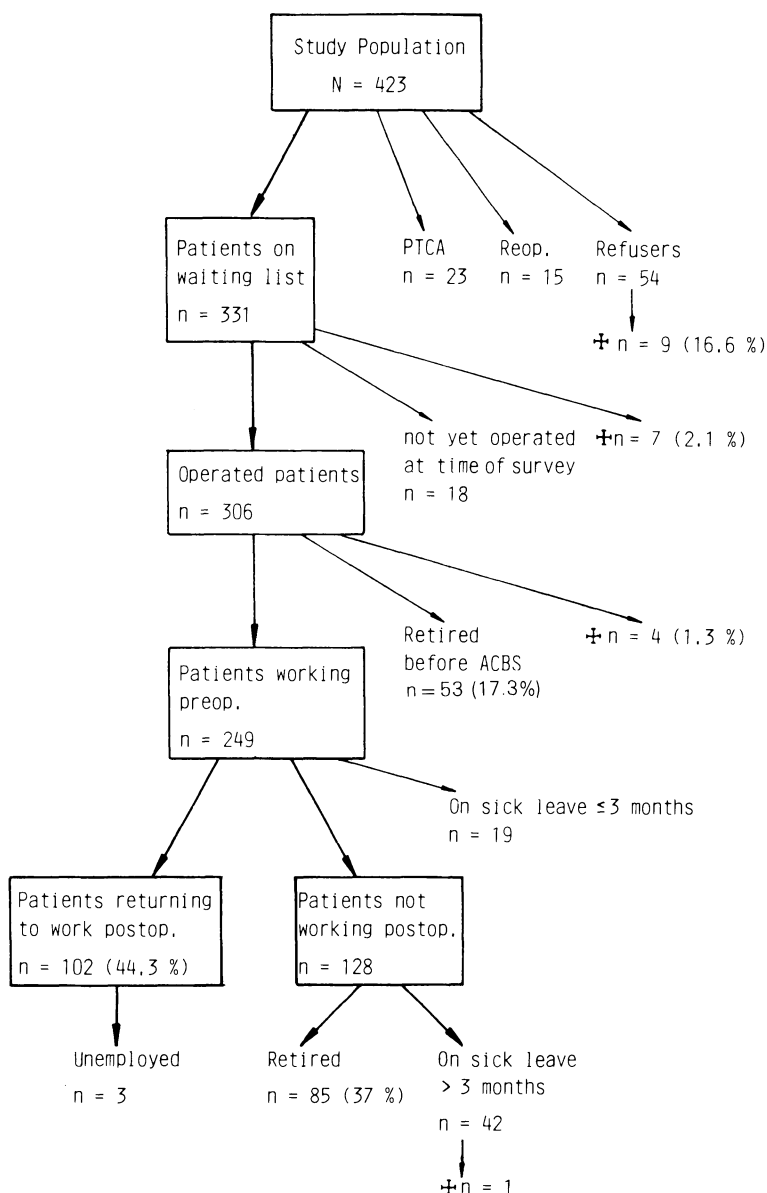 Study Population
N = 423
Patients on
waiting list
n = 331
PTCA
n = 23
Reop.
n = 15
Refusers
n = 54
✢ n = 9 (16.6 %)
not yet operated
at time of survey
n = 18
✢n = 7 (2.1 %)
Operated patients
n = 306
Retired
before ACBS
n = 53 (17.3%)
✢n = 4 (1.3 %)
Patients working
preop.
n = 249
On sick leave ≤3 months
n = 19
Patients returning
to work postop.
n = 102 (44.3 %)
Patients not
working postop.
n = 128
Unemployed
n = 3
Retired
n = 85 (37 %)
On sick leave
> 3 months
n = 42
✢n = 1